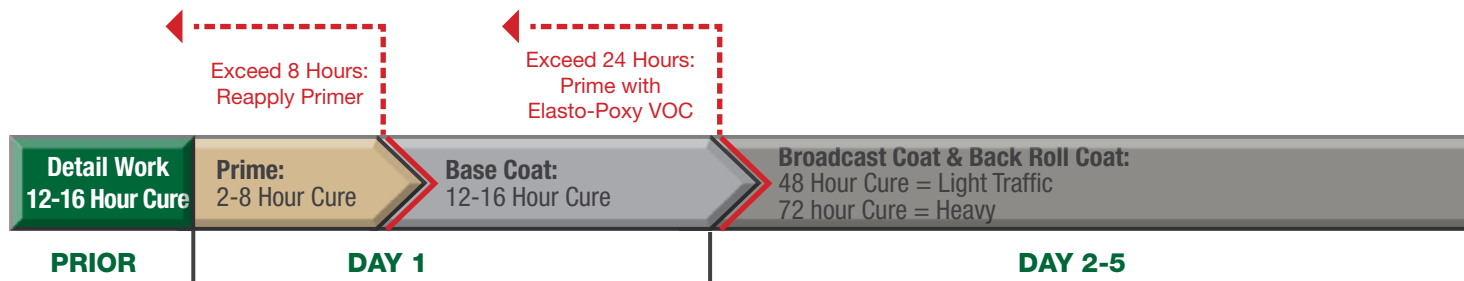 Exceed 8 Hours:
Reapply Primer
Exceed 24 Hours:
Prime with
Elasto-Poxy VOC
Detail Work
12-16 Hour Cure
Prime:
2-8 Hour Cure
Base Coat:
12-16 Hour Cure
Broadcast Coat & Back Roll Coat:
48 Hour Cure = Light Traffic
72 hour Cure = Heavy
PRIOR
DAY 1
DAY 2-5